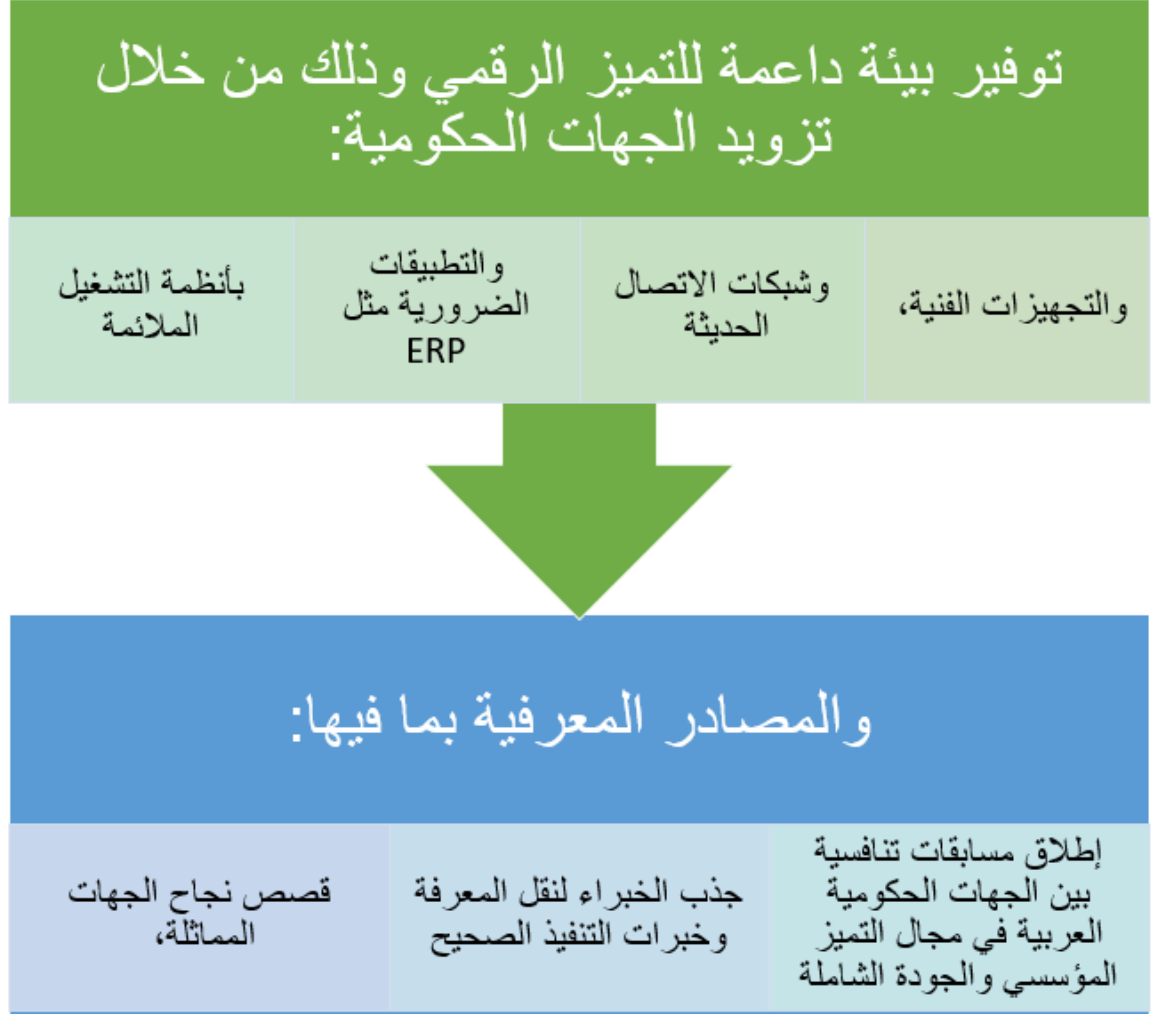 توفير بيئة داعمة للتميز الرقمي وذلك من خلال
تزويد الجهات الحكومية:
والتجهيزات الفنية،
وشبكات الاتصال
الحديثة
والتطبيقات
الضرورية مثل
ERP
بأنظمة التشغيل
الملائمة
والمصادر المعرفية بما فيها:
إطلاق مسابقات تنافسية
بين الجهات الحكومية
العربية في مجال التميز
المؤسسي والجودة الشاملة
جذب الخبراء لنقل المعرفة
وخبرات التنفيذ الصحيح
قصص نجاح الجهات
المماثلة،